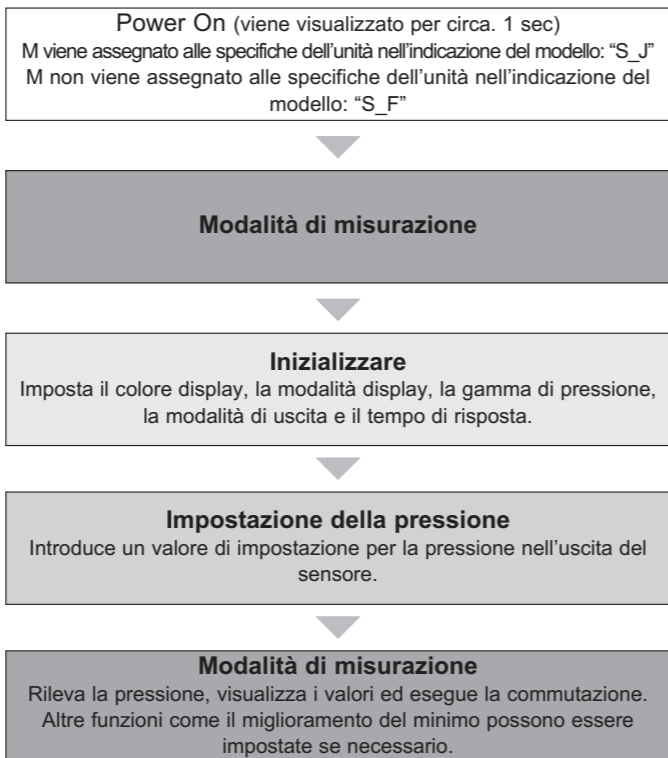 Power On (viene visualizzato per circa. 1 sec)
M viene assegnato alle specifiche dell'unità nell'indicazione del modello: “S_J”
M non viene assegnato alle specifiche dell'unità nell'indicazione del
modello: “S_F”
Modalità di misurazione
Inizializzare
Imposta il colore display, la modalità display, la gamma di pressione,
la modalità di uscita e il tempo di risposta.
Impostazione della pressione
Introduce un valore di impostazione per la pressione nell'uscita del
sensore.
Modalità di misurazione
Rileva la pressione, visualizza i valori ed esegue la commutazione.
Altre funzioni come il miglioramento del minimo possono essere
impostate se necessario.